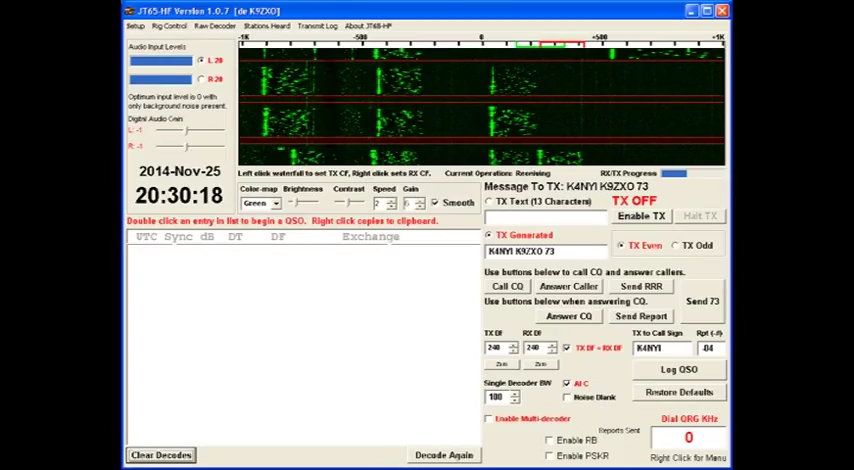 JT65-HF Version 1.0.7 [de K9ZXO]
Setup Rig Control Raw Decoder Stations Heard Transmit Log About JT65-HF
Audio Input Levels
L 20
R 20
Optimum input level is 0 with
only background noise present.
Digital Audio Gain
L: -1
R: -1
2014-Nov-25
20:30:18
-1K -500 0 +500 +1K
Left click waterfall to set TX CF, Right click sets RX CF. Current Operation: Receiving RX/TX Progress
Color-map Brightness Contrast Speed Gain
Green 2 6 Smooth
Double click an entry in list to begin a QSO. Right click copies to clipboard.
UTC Sync dB DT DF Exchange
Clear Decodes
Decode Again
Message To TX: K4NYI K9ZXO 73
TX Text (13 Characters) TX OFF
Enable TX Halt TX
TX Generated
K4NYI K9ZXO 73
TX Even TX Odd
Use buttons below to call CQ and answer callers.
Call CQ Answer Caller Send RRR
Use buttons below when answering CQ.
Send 73
Answer CQ Send Report
TX DF RX DF TX to Call Sign Rpt (-#)
240 240 TX DF = RX DF K4NYI -04
Zero Zero
Log QSO
Single Decoder BW AFC
100 Noise Blank
Restore Defaults
Enable Multi-decoder Dial QRG KHz
Reports Sent
Enable RB
0
Enable PSKR
Right Click for Menu